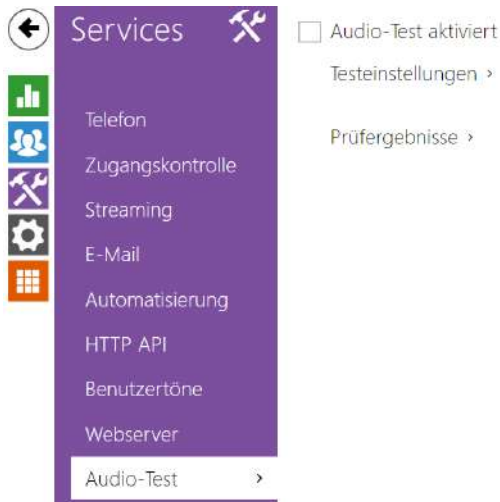 Services
Audio-Test aktiviert
Testeinstellungen ›
Prüfergebnisse ›
Telefon
Zugangskontrolle
Streaming
E-Mail
Automatisierung
HTTP API
Benutzertöne
Webserver
Audio-Test ›